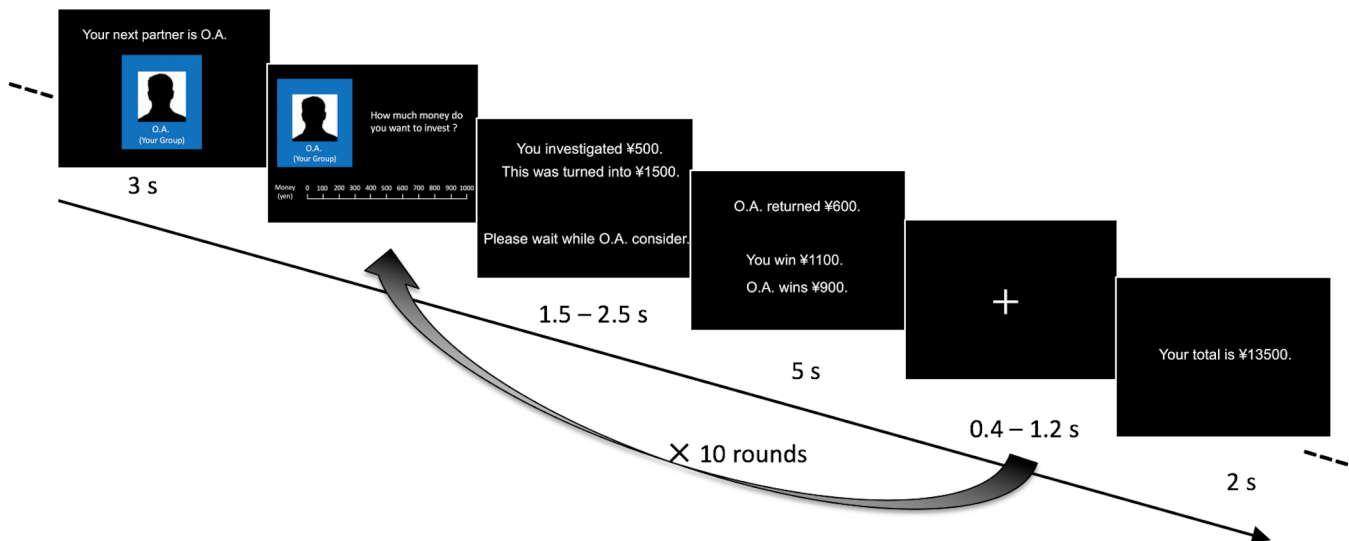 Your next partner is O.A.
O.A.
(Your Group)
3 s
How much money do
you want to invest ?
O.A.
(Your Group)
Money 0 100 200 300 400 500 600 700 800 900 1000
(yen)
You investigated ¥500.
This was turned into ¥1500.
Please wait while O.A. consider.
1.5 – 2.5 s
O.A. returned ¥600.
You win ¥1100.
O.A. wins ¥900.
5 s
+
0.4 – 1.2 s
Your total is ¥13500.
2 s
× 10 rounds